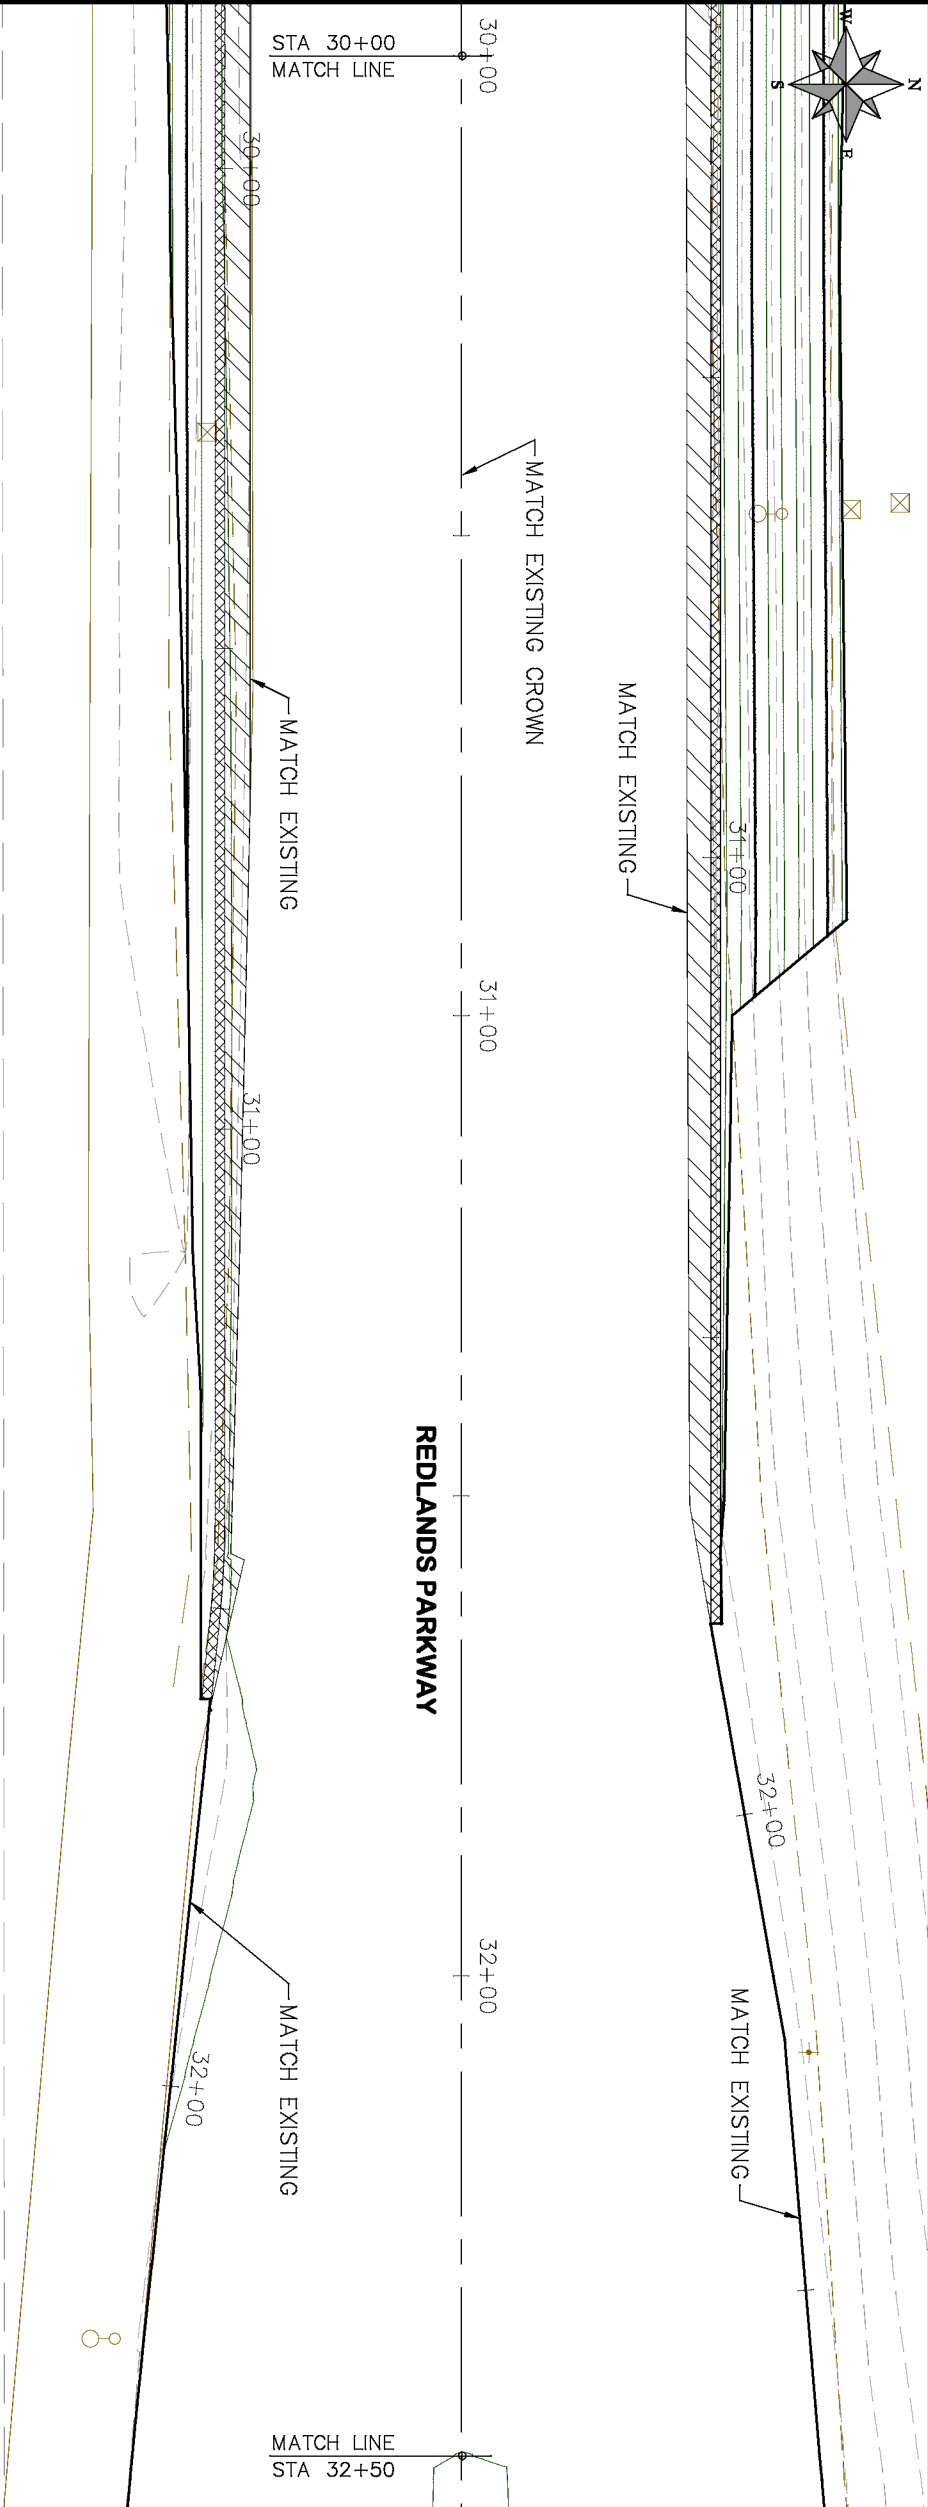 STA 30+00
MATCH LINE
30+00
W
N
S
E
30+00
MATCH EXISTING CROWN
MATCH EXISTING
MATCH EXISTING
31+00
31+00
31+00
REDLANDS PARKWAY
32+00
32+00
32+00
MATCH EXISTING
MATCH EXISTING
MATCH LINE
STA 32+50